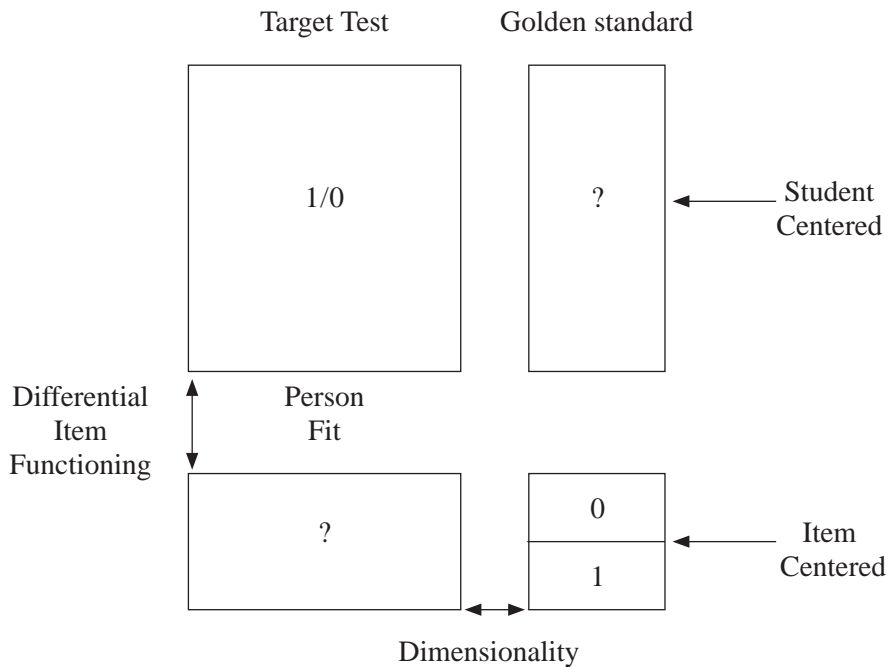 Target Test
Golden standard
1/0
?
Student
Centered
Differential
Item
Functioning
Person
Fit
?
0
1
Item
Centered
Dimensionality